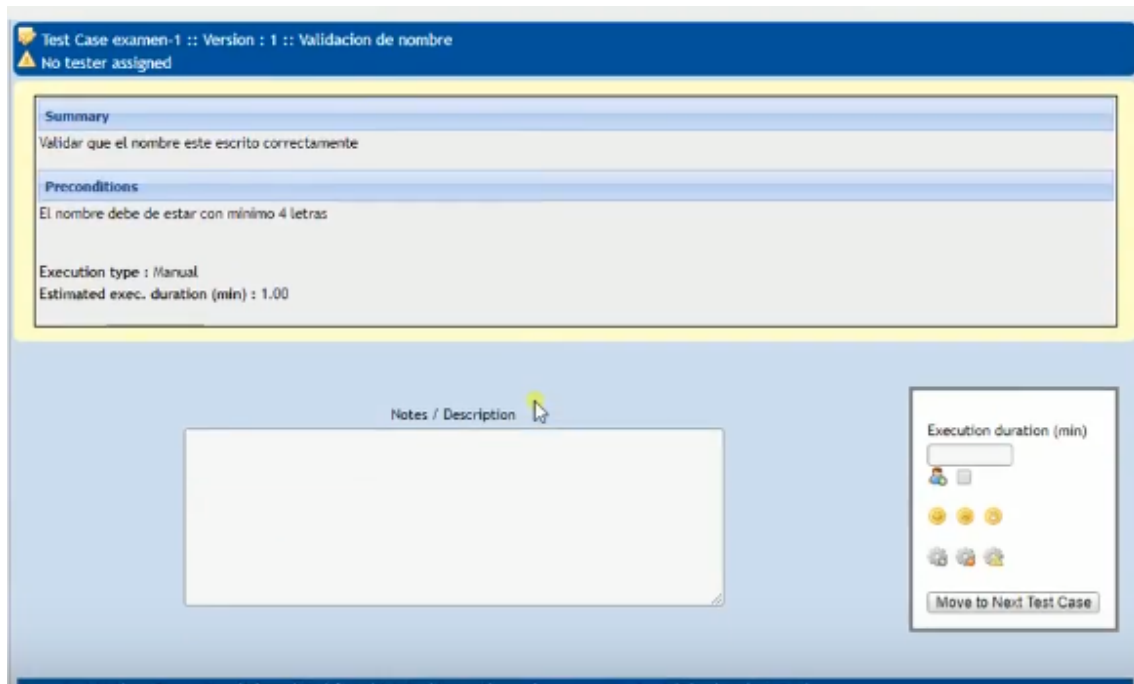 Test Case examen-1 :: Version : 1 :: Validacion de nombre
No tester assigned
Summary
Validar que el nombre este escrito correctamente
Preconditions
El nombre debe de estar con minimo 4 letras
Execution type : Manual
Estimated exec. duration (min) : 1.00
Notes / Description
Execution duration (min)
Move to Next Test Case